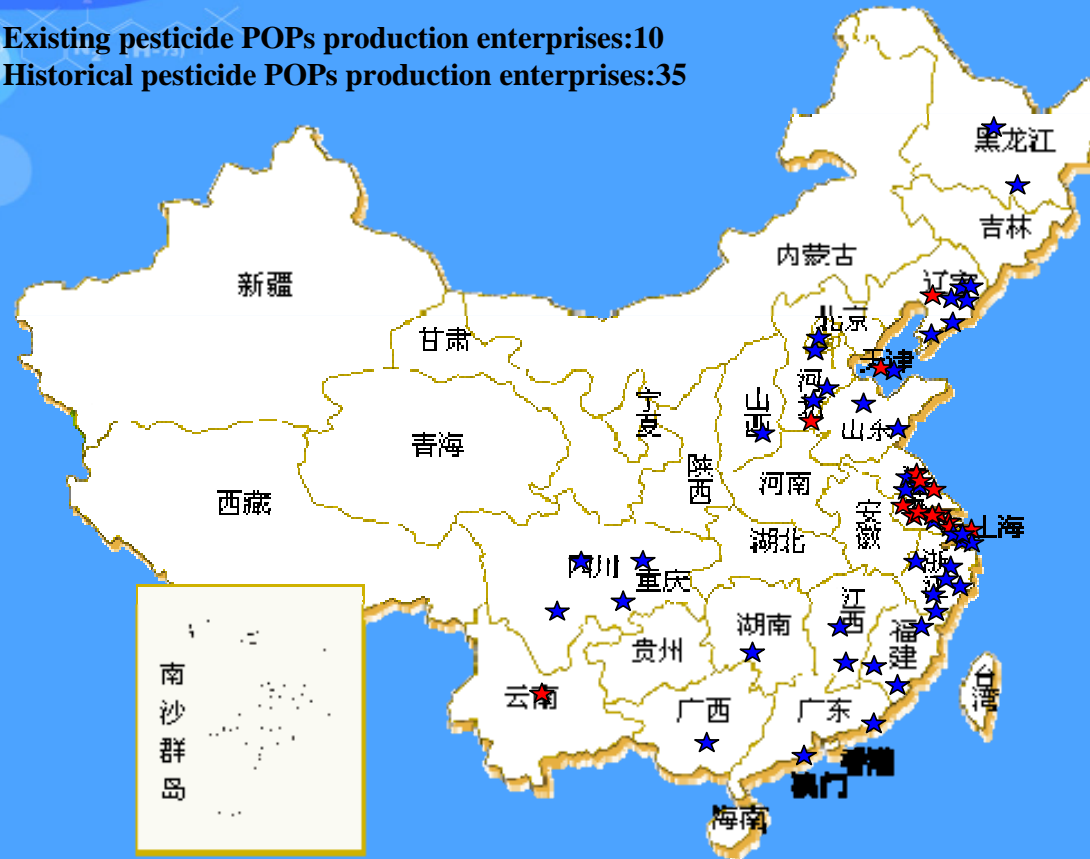 Existing pesticide POPs production enterprises:10
Historical pesticide POPs production enterprises:35
黑龙江
吉林
内蒙古
辽宁
新疆
北京
甘肃
天津
河北
宁夏
山西
山东
青海
陕西
河南
西藏
安徽
上海
湖北
四川
重庆
浙江
江西
湖南
福建
贵州
台湾
云南
广西
广东
香港
澳门
海南
南沙群岛